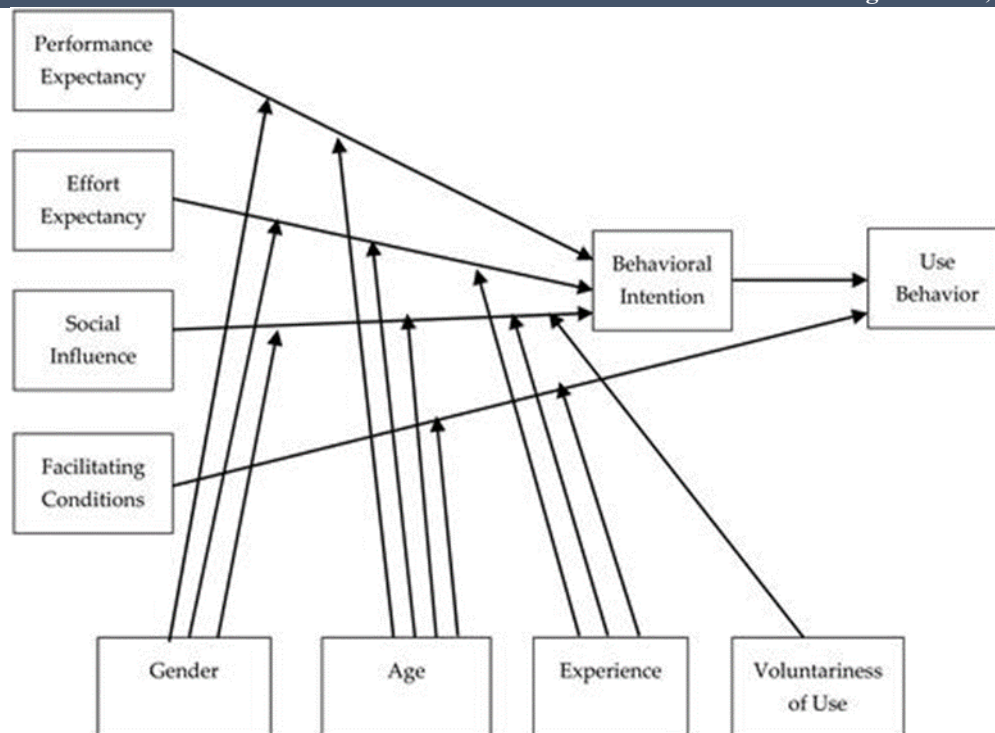 Performance
Expectancy
Effort
Expectancy
Social
Influence
Facilitating
Conditions
Behavioral
Intention
Use
Behavior
Gender
Age
Experience
Voluntariness
of Use